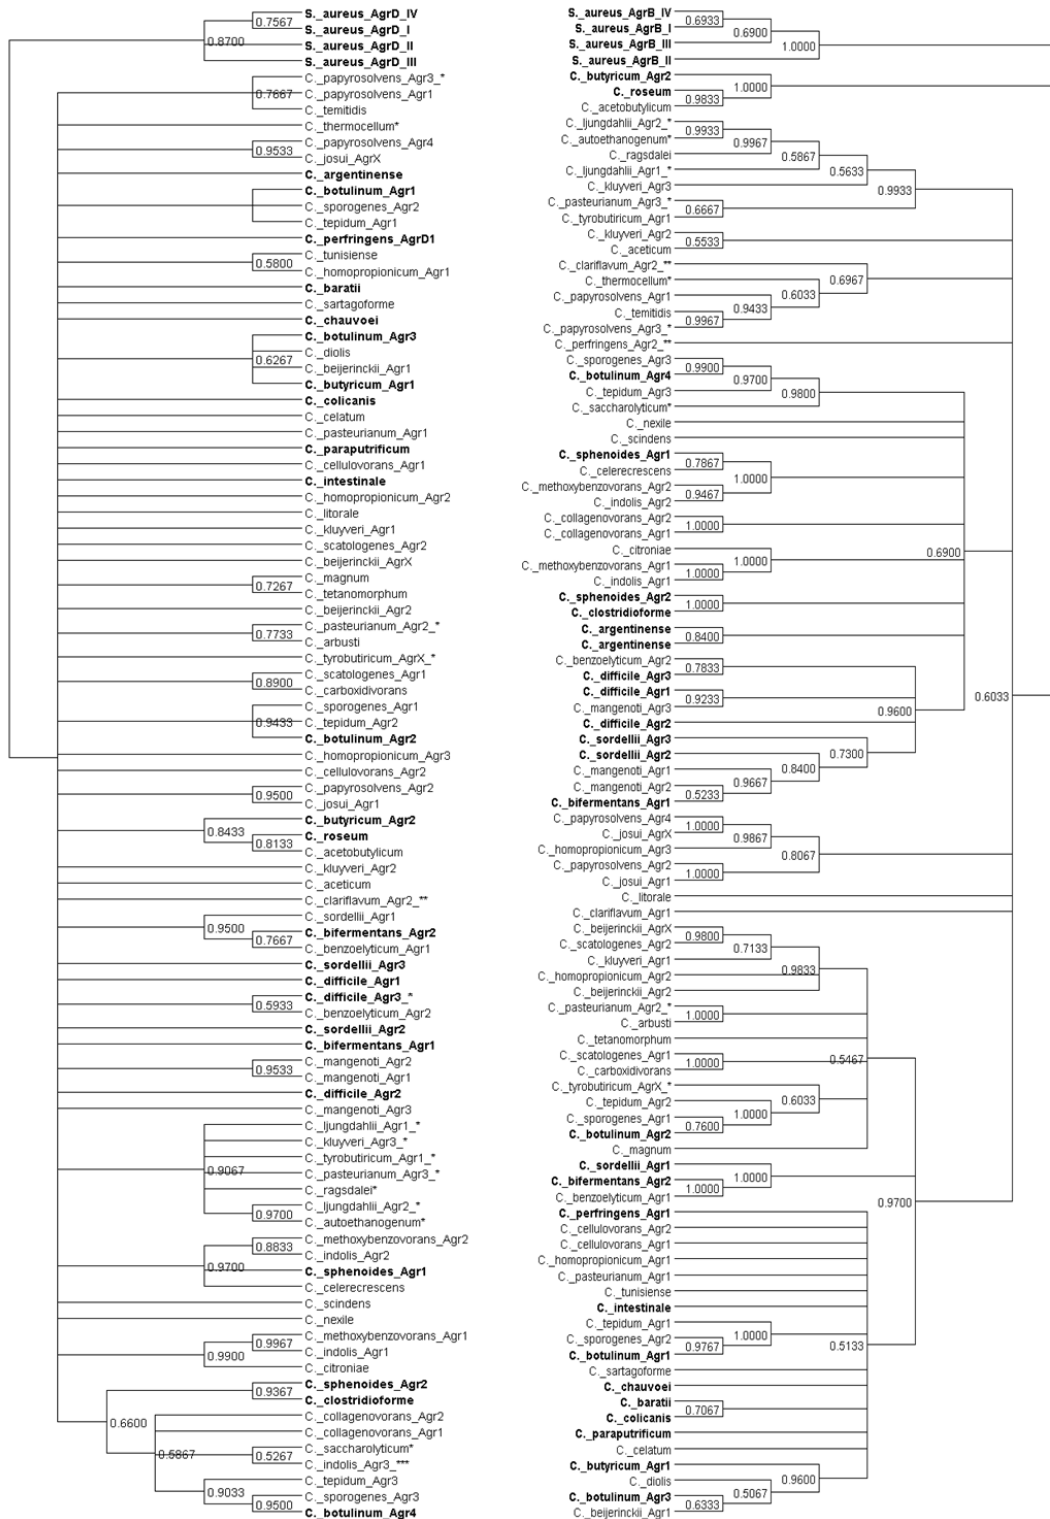 S._aureus_AgrD_IV
0.7567
S._aureus_AgrD_I
0.8700
S._aureus_AgrD_II
S._aureus_AgrD_III
C._papyrosolvens_Agr3_*
0.7667
C._papyrosolvens_Agr1
C._temitidis
C._thermocellum*
C._papyrosolvens_Agr4
0.9533
C._josui_AgrX
C._argentinense
C._botulinum_Agr1
C._sporogenes_Agr2
C._tepidum_Agr1
C._perfringens_AgrD1
C._tunisiense
0.5800
C._homopropionicum_Agr1
C._baratii
C._sartagoforme
C._chauvoei
C._botulinum_Agr3
C._diolis
0.6267
C._beijerinckii_Agr1
C._butyricum_Agr1
C._colicanis
C._celatum
C._pasteurianum_Agr1
C._paraputrificum
C._cellulovorans_Agr1
C._intestinale
C._homopropionicum_Agr2
C._litorale
C._kluyveri_Agr1
C._scatologenes_Agr2
C._beijerinckii_AgrX
C._magnum
0.7267
C._tetanomorphum
C._beijerinckii_Agr2
C._pasteurianum_Agr2_*
0.7733
C._arbusti
C._tyrobutiricum_AgrX_*
C._scatologenes_Agr1
0.8900
C._carboxidivorans
C._sporogenes_Agr1
0.9433
C._tepidum_Agr2
C._botulinum_Agr2
C._homopropionicum_Agr3
C._cellulovorans_Agr2
C._papyrosolvens_Agr2
0.9500
C._josui_Agr1
C._butyricum_Agr2
0.8433
C._roseum
0.8133
C._acetobutylicum
C._kluyveri_Agr2
C._aceticum
C._clariflavum_Agr2_**
C._sordellii_Agr1
0.9500
C._bifermentans_Agr2
0.7667
C._benzoelyticum_Agr1
C._sordellii_Agr3
C._difficile_Agr1
C._difficile_Agr3_*
0.5933
C._benzoelyticum_Agr2
C._sordellii_Agr2
C._bifermentans_Agr1
C._mangenoti_Agr2
0.9533
C._mangenoti_Agr1
C._difficile_Agr2
C._mangenoti_Agr3
C._ljungdahlii_Agr1_*
C._kluyveri_Agr3_*
C._tyrobutiricum_Agr1_*
0.9067
C._pasteurianum_Agr3_*
C._ragsdalei*
C._ljungdahlii_Agr2_*
0.9700
C._autoethanogenum*
C._methoxybenzovorans_Agr2
0.8833
C._indolis_Agr2
0.9700
C._sphenoides_Agr1
C._celerecrescens
C._scindens
C._nexile
C._methoxybenzovorans_Agr1
0.9967
C._indolis_Agr1
0.9900
C._citroniae
C._sphenoides_Agr2
0.9367
C._clostridioforme
0.6600
C._collagenovorans_Agr2
C._collagenovorans_Agr1
0.5867
C._saccharolyticum*
0.5267
C._indolis_Agr3_***
C._tepidum_Agr3
0.9033
C._sporogenes_Agr3
0.9500
C._botulinum_Agr4
S._aureus_AgrB_IV
0.6933
S._aureus_AgrB_I
0.6900
S._aureus_AgrB_III
1.0000
S._aureus_AgrB_II
C._butyricum_Agr2
1.0000
C._roseum
0.9833
C._acetobutylicum
C._ljungdahlii_Agr2_*
0.9933
C._autoethanogenum*
0.9967
C._ragsdalei
0.5867
C._ljungdahlii_Agr1_*
0.5633
C._kluyveri_Agr3
0.9933
C._pasteurianum_Agr3_*
0.6667
C._tyrobutiricum_Agr1
C._kluyveri_Agr2
0.5533
C._aceticum
C._clariflavum_Agr2_**
0.6967
C._thermocellum*
0.6033
C._papyrosolvens_Agr1
0.9433
C._temitidis
0.9967
C._papyrosolvens_Agr3_*
C._perfringens_Agr2_**
C._sporogenes_Agr3
0.9900
C._botulinum_Agr4
0.9700
C._tepidum_Agr3
0.9800
C._saccharolyticum*
C._nexile
C._scindens
C._sphenoides_Agr1
0.7867
C._celerecrescens
1.0000
C._methoxybenzovorans_Agr2
0.9467
C._indolis_Agr2
C._collagenovorans_Agr2
1.0000
C._collagenovorans_Agr1
C._citroniae
0.6900
1.0000
C._methoxybenzovorans_Agr1
1.0000
C._indolis_Agr1
C._sphenoides_Agr2
1.0000
C._clostridioforme
C._argentinense
0.8400
C._argentinense
C._benzoelyticum_Agr2
0.7833
C._difficile_Agr3
C._difficile_Agr1
0.9233
0.6033
C._mangenoti_Agr3
0.9600
C._difficile_Agr2
C._sordellii_Agr3
0.7300
C._sordellii_Agr2
0.8400
C._mangenoti_Agr1
0.9667
C._mangenoti_Agr2
0.5233
C._bifermentans_Agr1
C._papyrosolvens_Agr4
1.0000
C._josui_AgrX
0.9867
C._homopropionicum_Agr3
0.8067
C._papyrosolvens_Agr2
1.0000
C._josui_Agr1
C._litorale
C._clariflavum_Agr1
C._beijerinckii_AgrX
0.9800
C._scatologenes_Agr2
0.7133
C._kluyveri_Agr1
0.9833
C._homopropionicum_Agr2
C._beijerinckii_Agr2
C._pasteurianum_Agr2_*
1.0000
C._arbusti
C._tetanomorphum
C._scatologenes_Agr1
0.5467
1.0000
C._carboxidivorans
C._tyrobutiricum_AgrX_*
0.6033
C._tepidum_Agr2
1.0000
C._sporogenes_Agr1
0.7600
C._botulinum_Agr2
C._magnum
C._sordellii_Agr1
1.0000
C._bifermentans_Agr2
1.0000
C._benzoelyticum_Agr1
0.9700
C._perfringens_Agr1
C._cellulovorans_Agr2
C._cellulovorans_Agr1
C._homopropionicum_Agr1
C._pasteurianum_Agr1
C._tunisiense
C._intestinale
C._tepidum_Agr1
1.0000
C._sporogenes_Agr2
0.9767
0.5133
C._botulinum_Agr1
C._sartagoforme
C._chauvoei
C._baratii
0.7067
C._colicanis
C._paraputrificum
C._celatum
C._butyricum_Agr1
0.9600
C._diolis
0.5067
C._botulinum_Agr3
0.6333
C._beijerinckii_Agr1